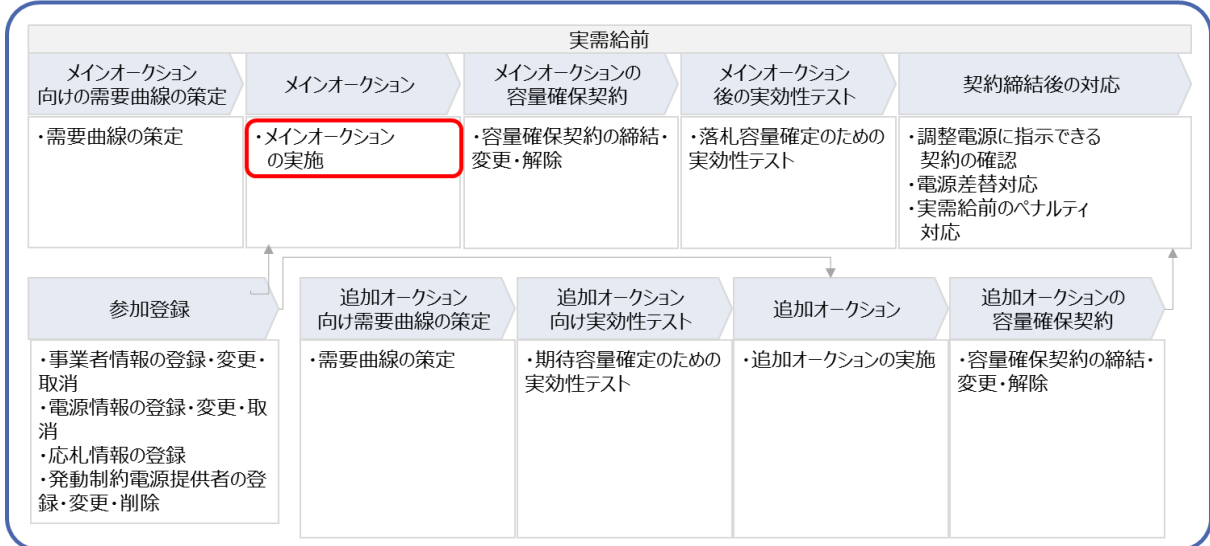 実需給前
メインオークション
向けの需要曲線の策定
メインオークション
メインオークションの
容量確保契約
メインオークション
後の実効性テスト
契約締結後の対応
・需要曲線の策定
・メインオークション
の実施
・容量確保契約の締結・
変更・解除
・落札容量確定のための
実効性テスト
・調整電源に指示できる
契約の確認
・電源差替対応
・実需給前のペナルティ
対応
参加登録
追加オークション
向け需要曲線の策定
追加オークション
向け実効性テスト
追加オークション
追加オークションの
容量確保契約
・事業者情報の登録・変更・
取消
・電源情報の登録・変更・取
消
・応札情報の登録
・発動制約電源提供者の登
録・変更・削除
・需要曲線の策定
・期待容量確定のための
実効性テスト
・追加オークションの実施
・容量確保契約の締結・
変更・解除